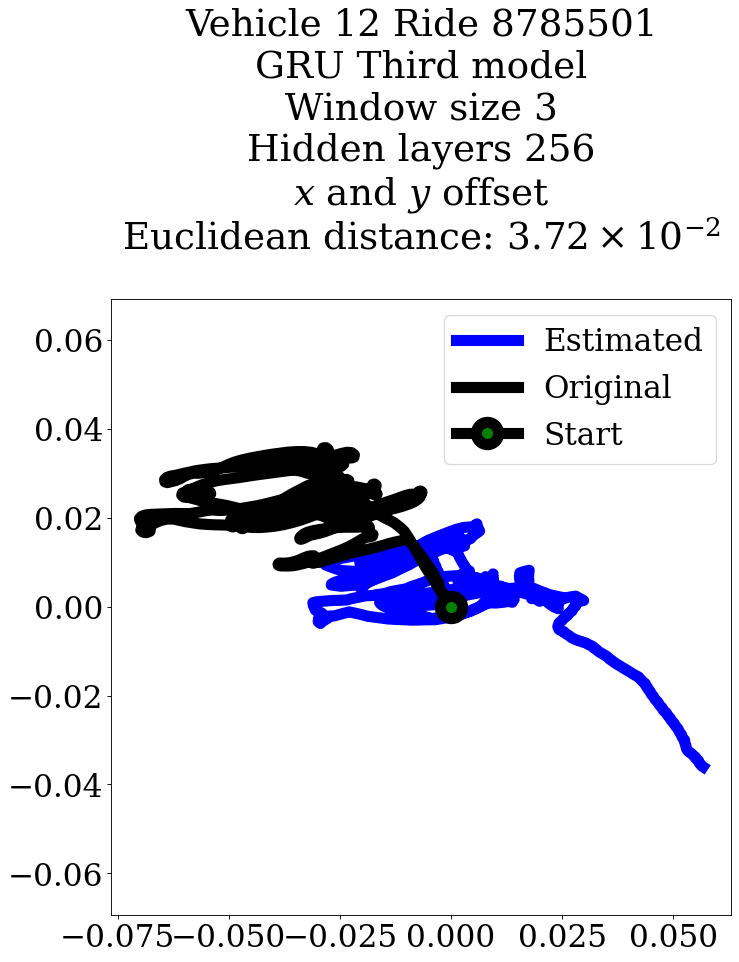 Vehicle 12 Ride 8785501
GRU Third model
Window size 3
Hidden layers 256
x and y offset
Euclidean distance: 3.72 × 10⁻²
Estimated
Original
Start
0.06
0.04
0.02
0.00
−0.02
−0.04
−0.06
−0.075 −0.050 −0.025 0.000 0.025 0.050